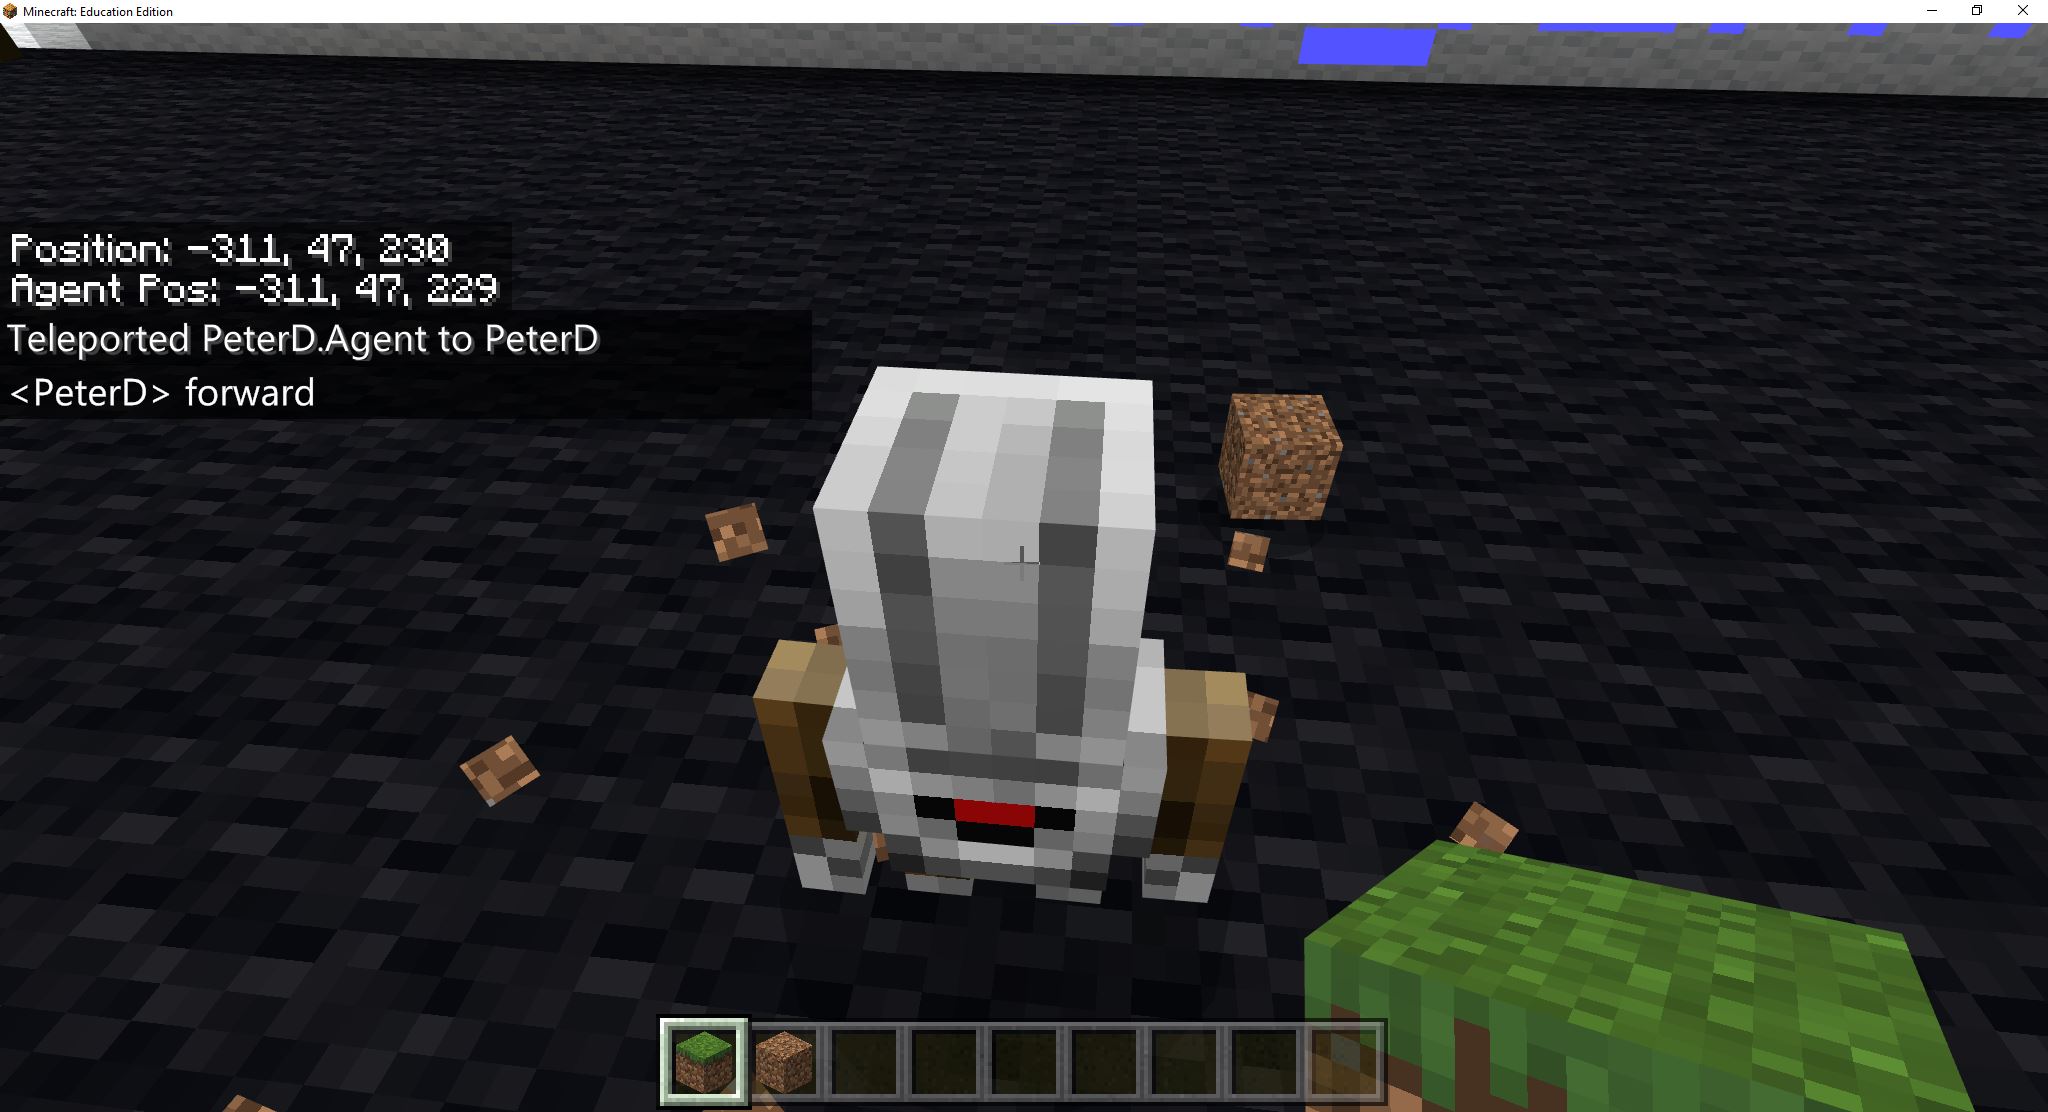 Minecraft: Education Edition
Position: -311, 47, 230
Agent Pos: -311, 47, 229
Teleported PeterD.Agent to PeterD
<PeterD> forward